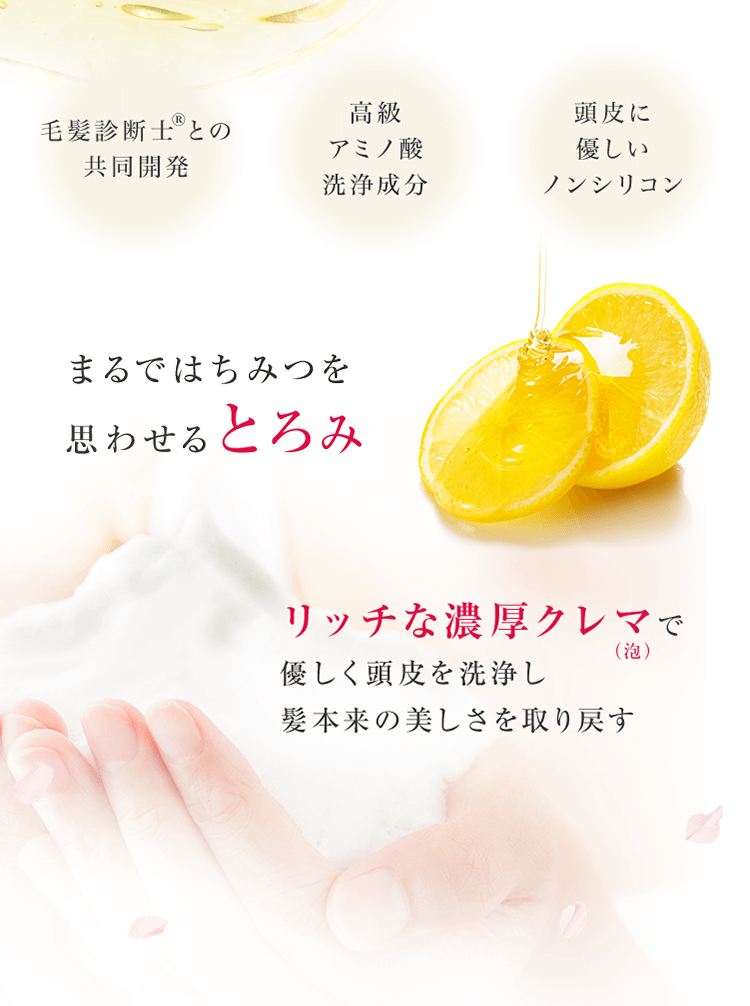 毛髪診断士®との
共同開発
高級
アミノ酸
洗浄成分
頭皮に
優しい
ノンシリコン
まるではちみつを
思わせるとろみ
リッチな濃厚クレマで
（泡）
優しく頭皮を洗浄し
髪本来の美しさを取り戻す